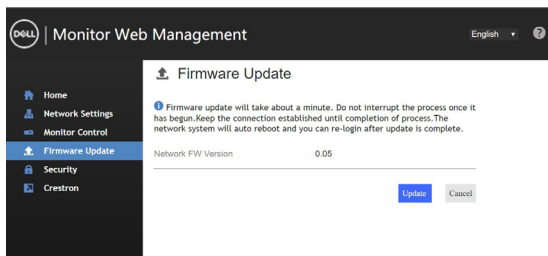 DELL | Monitor Web Management
English ▼ ?
Firmware Update
Home
Network Settings
Monitor Control
Firmware Update
Security
Crestron
Firmware update will take about a minute. Do not interrupt the process once it
has begun.Keep the connection established until completion of process.The
network system will auto reboot and you can re-login after update is complete.
Network FW Version 0.05
Update Cancel